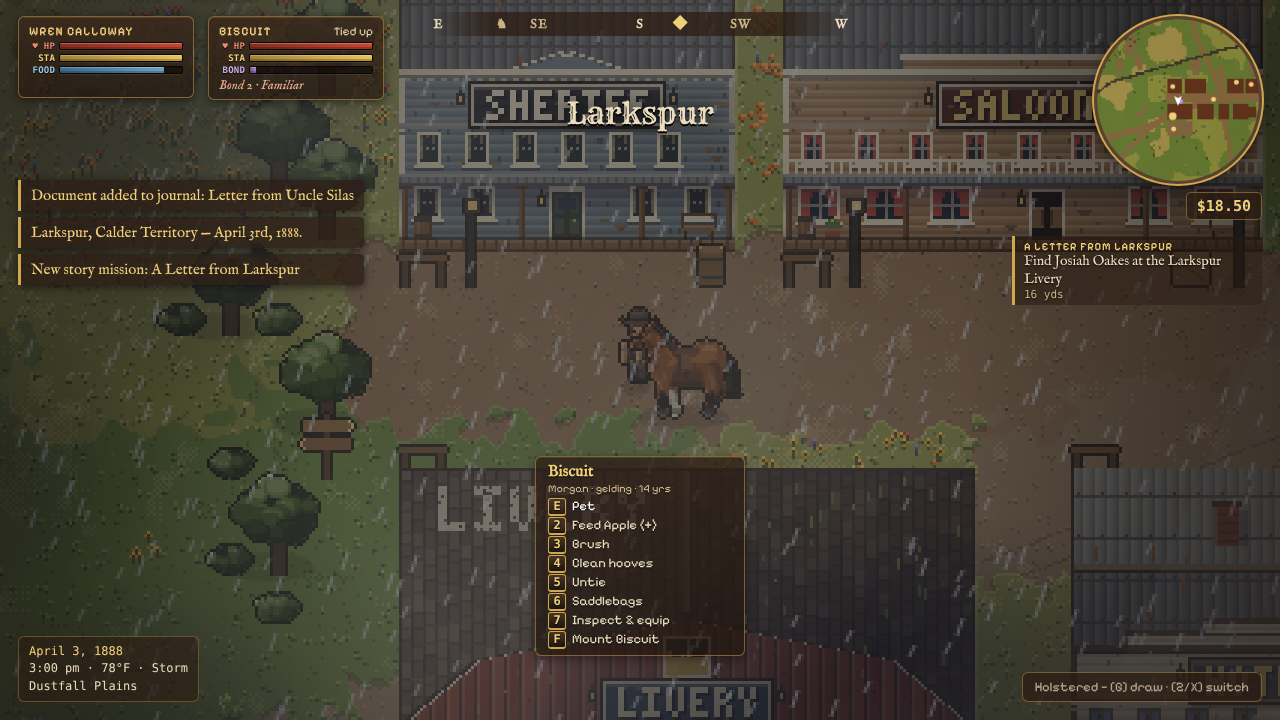 WREN CALLOWAY
♥ HP
STA
FOOD
BISCUIT Tied up
♥ HP
STA
BOND
Bond 2 · Familiar
E SE S SW W
SHERIFF
Larkspur
SALOON
$18.50
Document added to journal: Letter from Uncle Silas
Larkspur, Calder Territory — April 3rd, 1888.
New story mission: A Letter from Larkspur
A LETTER FROM LARKSPUR
Find Josiah Oakes at the Larkspur
Livery
16 yds
Biscuit
Morgan · gelding · 14 yrs
E Pet
2 Feed Apple (+)
3 Brush
4 Clean hooves
5 Untie
6 Saddlebags
7 Inspect & equip
F Mount Biscuit
LIVERY
April 3, 1888
3:00 pm · 78°F · Storm
Dustfall Plains
Holstered – (G) draw · (Z/X) switch